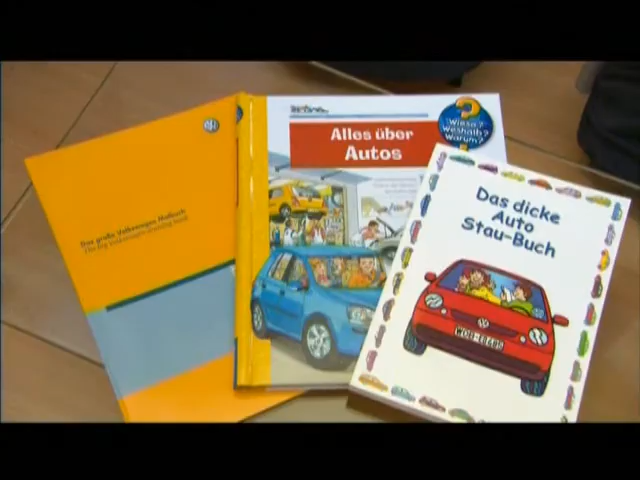 Das große Volkswagen Malbuch
The big Volkswagen drawing book
Alles über
Autos
Wieso?
Weshalb?
Warum?
Das dicke
Auto
Stau-Buch